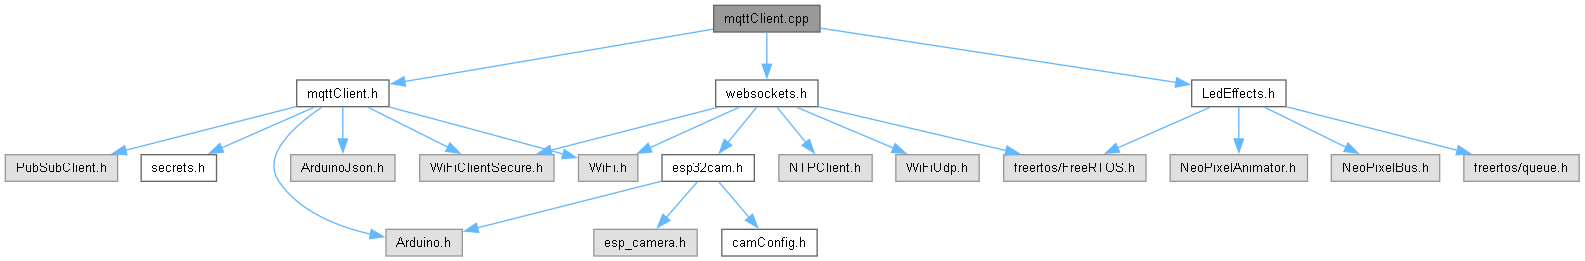 mqttClient.cpp
mqttClient.h
websockets.h
LedEffects.h
PubSubClient.h
secrets.h
ArduinoJson.h
WiFiClientSecure.h
WiFi.h
esp32cam.h
NTPClient.h
WiFiUdp.h
freertos/FreeRTOS.h
NeoPixelAnimator.h
NeoPixelBus.h
freertos/queue.h
Arduino.h
esp_camera.h
camConfig.h